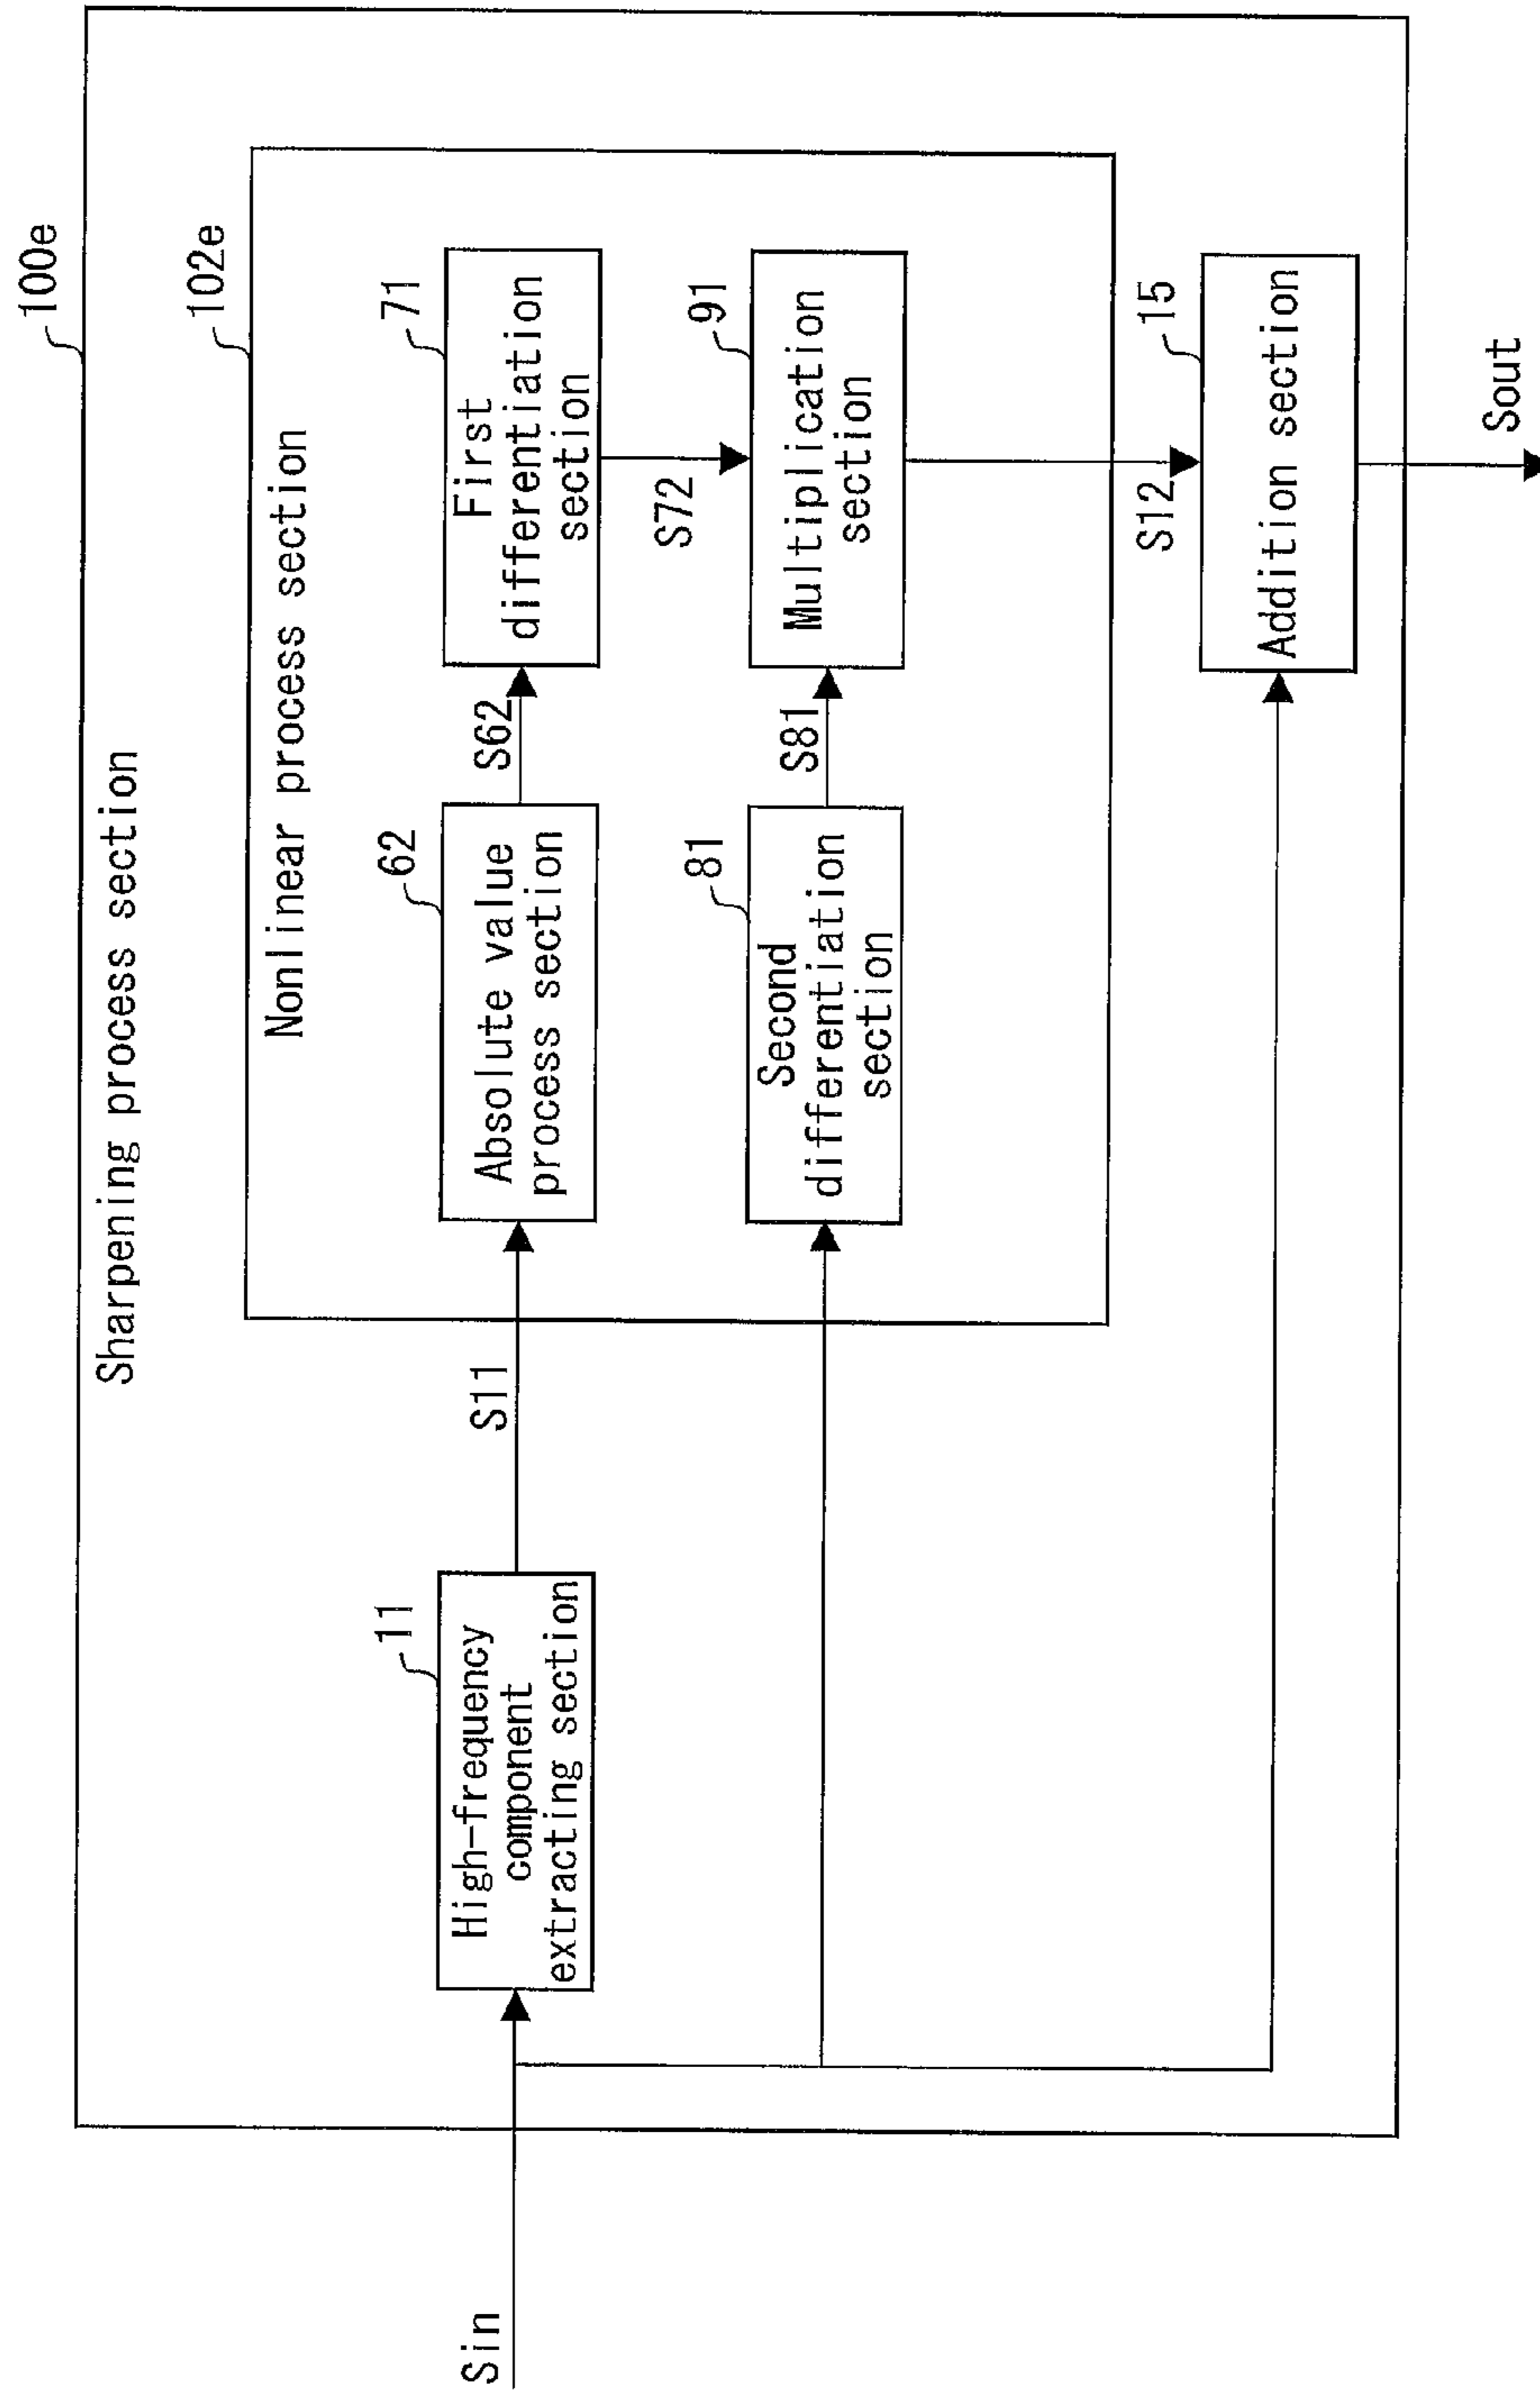 100e
Sharpening process section
102e
Nonlinear process section
11
High-frequency
component
extracting section
62
Absolute value
process section
71
First
differentiation
section
81
Second
differentiation
section
91
Multiplication
section
15
Addition section
Sin
S11
S62
S72
S81
S12
Sout